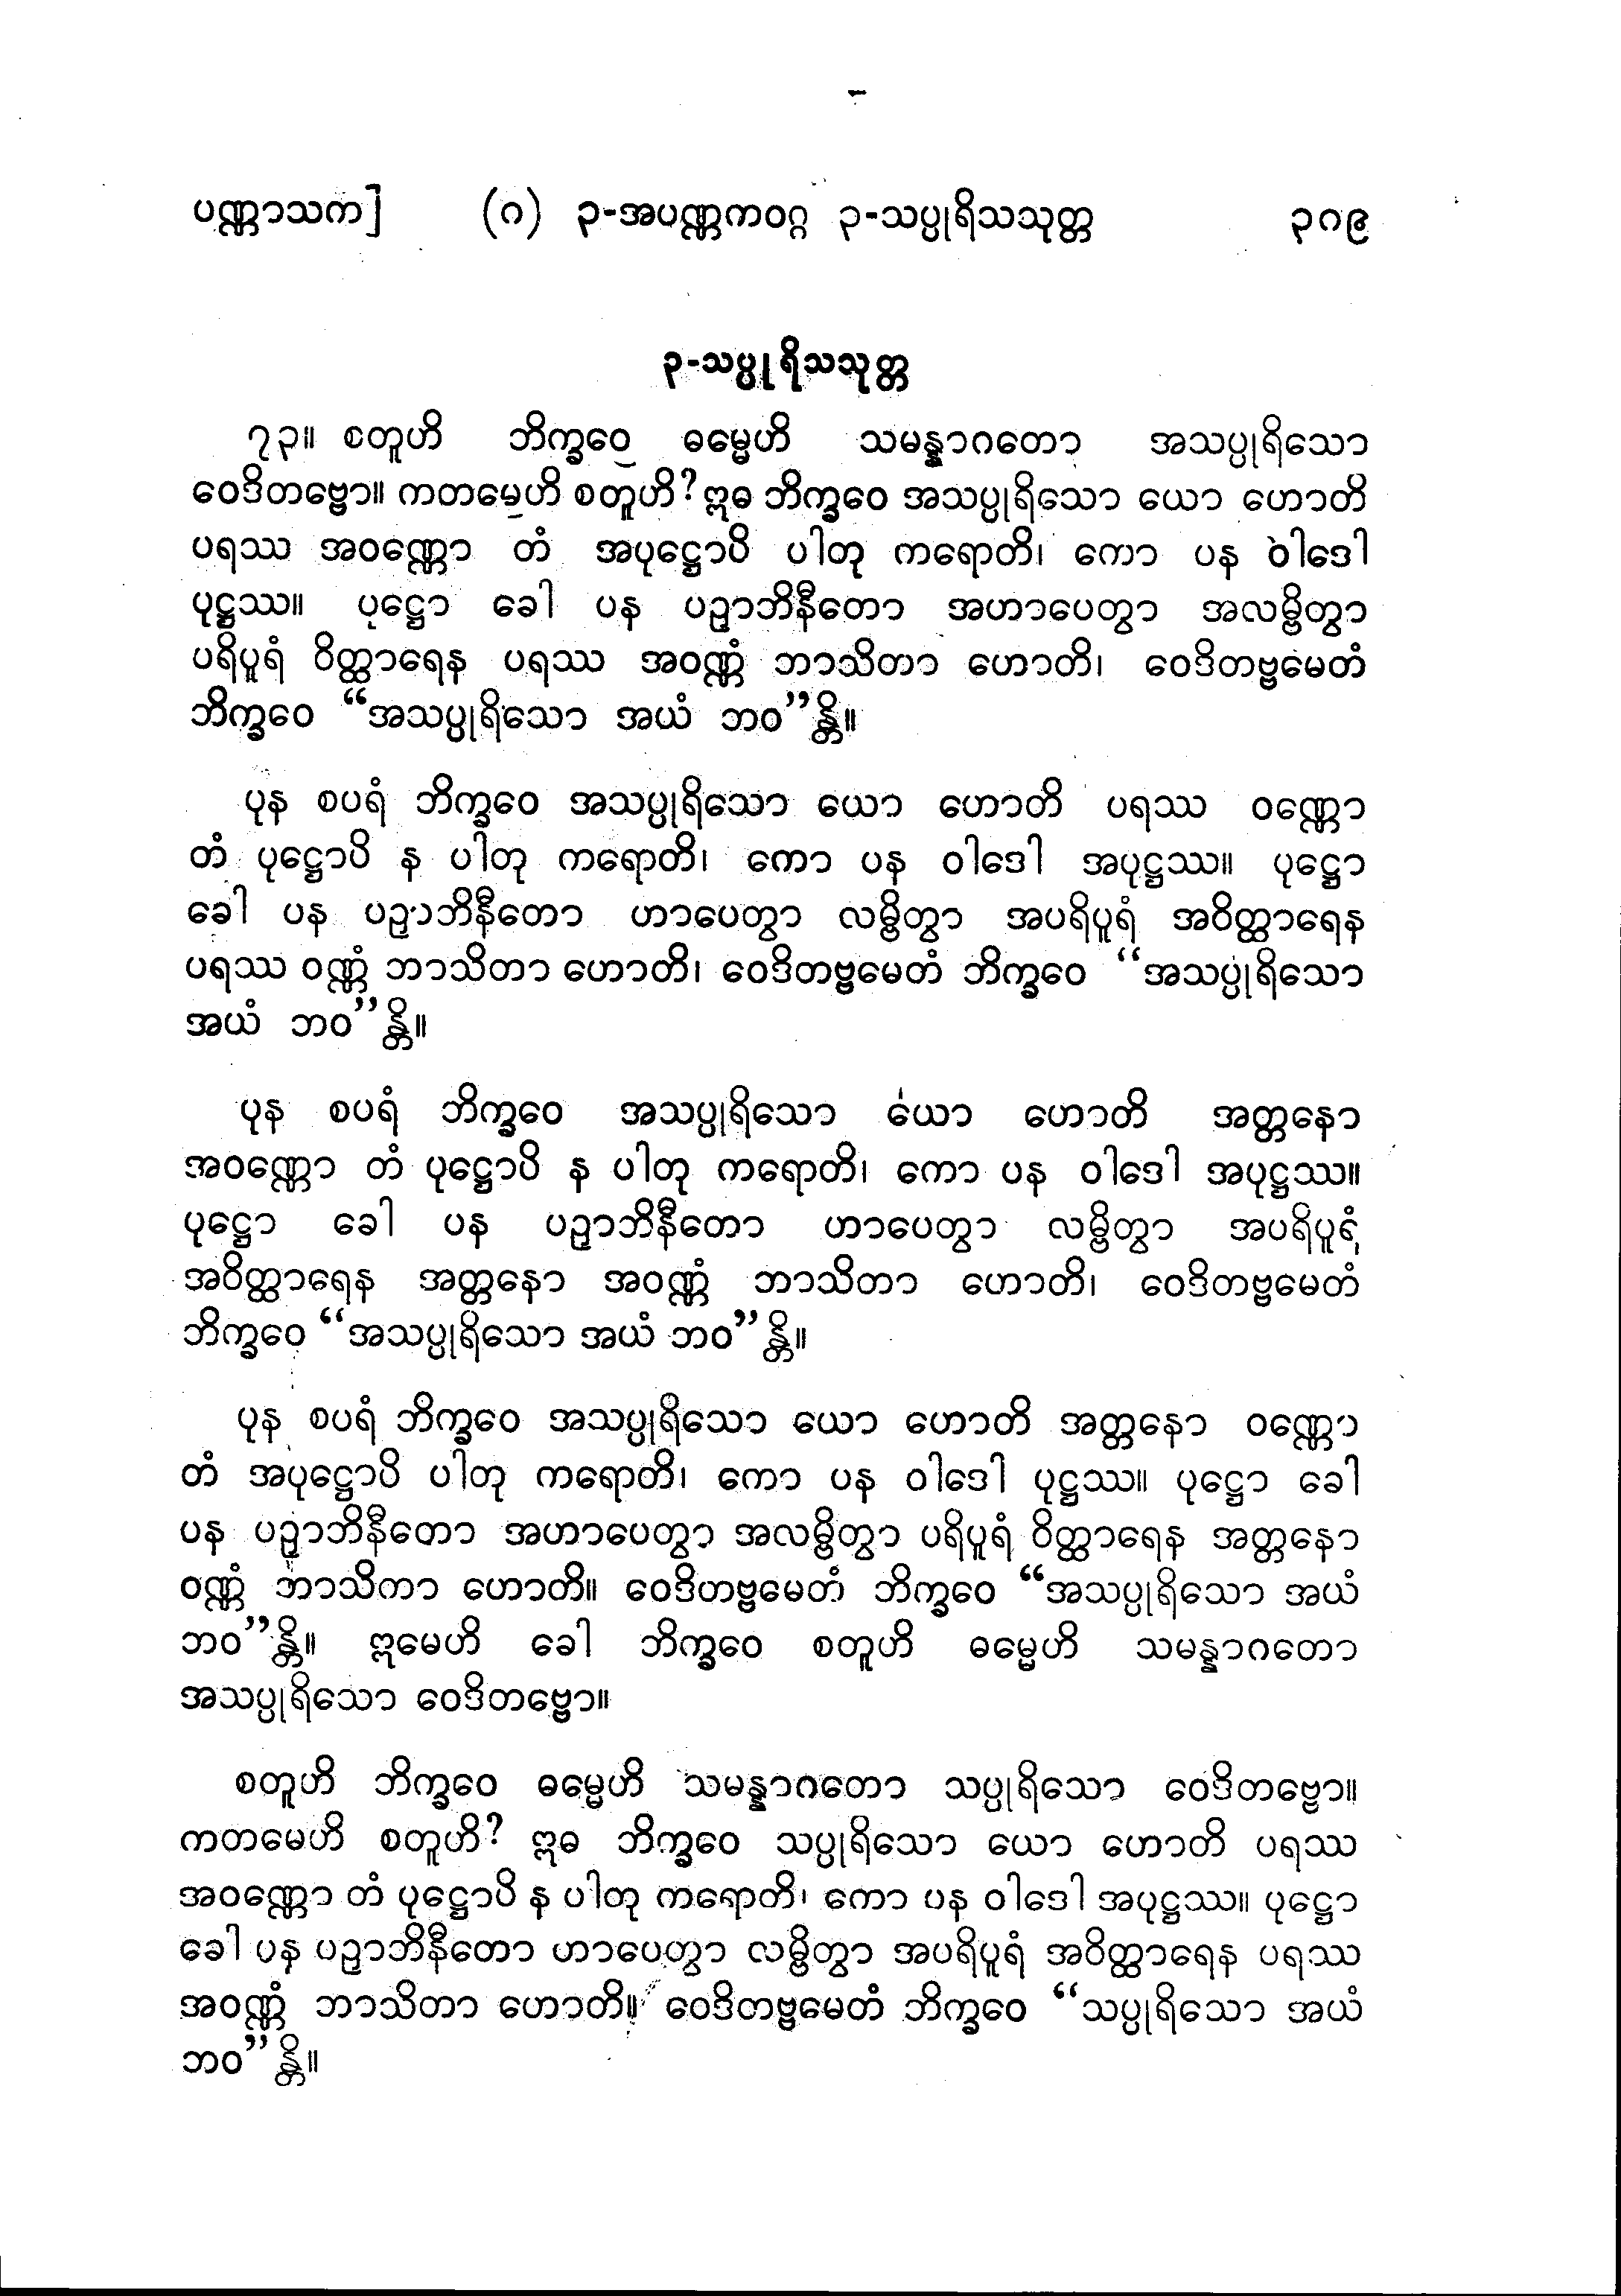 ပဏ္ဏာသက]
(ဂ) ၃-အပဏ္ဏကဝဂ္ဂ ၃-သပ္ပုရိသသုတ္တ
၃ဂ၉
၃-သပ္ပုရိသသုတ္တ
၇၃။ စတူဟိ ဘိက္ခဝေ ဓမ္မေဟိ သမန္နာဂတော အသပ္ပုရိသော
ဝေဒိတဗ္ဗော။ ကတမေဟိ စတူဟိ? ဣဓ ဘိက္ခဝေ အသပ္ပုရိသော ယော ဟောတိ
ပရဿ အဝဏ္ဏော တံ အပုဋ္ဌောပိ ပါတု ကရောတိ၊ ကော ပန ဝါဒေါ
ပုဋ္ဌဿ။ ပုဋ္ဌော ခေါ ပန ပဉှာဘိနီတော အဟာပေတွာ အလမ္ဗိတွာ
ပရိပူရံ ဝိတ္ထာရေန ပရဿ အဝဏ္ဏံ ဘာသိတာ ဟောတိ၊ ဝေဒိတဗ္ဗမေတံ
ဘိက္ခဝေ “အသပ္ပုရိသော အယံ ဘဝ”န္တိ။
ပုန စပရံ ဘိက္ခဝေ အသပ္ပုရိသော ယော ဟောတိ ပရဿ ဝဏ္ဏော
တံ ပုဋ္ဌောပိ န ပါတု ကရောတိ၊ ကော ပန ဝါဒေါ အပုဋ္ဌဿ။ ပုဋ္ဌော
ခေါ ပန ပဉှာဘိနီတော ဟာပေတွာ လမ္ဗိတွာ အပရိပူရံ အဝိတ္ထာရေန
ပရဿ ဝဏ္ဏံ ဘာသိတာ ဟောတိ၊ ဝေဒိတဗ္ဗမေတံ ဘိက္ခဝေ “အသပ္ပုရိသော
အယံ ဘဝ”န္တိ။
ပုန စပရံ ဘိက္ခဝေ အသပ္ပုရိသော ယော ဟောတိ အတ္တနော
အဝဏ္ဏော တံ ပုဋ္ဌောပိ န ပါတု ကရောတိ၊ ကော ပန ဝါဒေါ အပုဋ္ဌဿ။
ပုဋ္ဌော ခေါ ပန ပဉှာဘိနီတော ဟာပေတွာ လမ္ဗိတွာ အပရိပူရံ
အဝိတ္ထာရေန အတ္တနော အဝဏ္ဏံ ဘာသိတာ ဟောတိ၊ ဝေဒိတဗ္ဗမေတံ
ဘိက္ခဝေ “အသပ္ပုရိသော အယံ ဘဝ”န္တိ။
ပုန စပရံ ဘိက္ခဝေ အသပ္ပုရိသော ယော ဟောတိ အတ္တနော ဝဏ္ဏော
တံ အပုဋ္ဌောပိ ပါတု ကရောတိ၊ ကော ပန ဝါဒေါ ပုဋ္ဌဿ။ ပုဋ္ဌော ခေါ
ပန ပဉှာဘိနီတော အဟာပေတွာ အလမ္ဗိတွာ ပရိပူရံ ဝိတ္ထာရေန အတ္တနော
ဝဏ္ဏံ ဘာသိတာ ဟောတိ။ ဝေဒိတဗ္ဗမေတံ ဘိက္ခဝေ “အသပ္ပုရိသော အယံ
ဘဝ”န္တိ။ ဣမေဟိ ခေါ ဘိက္ခဝေ စတူဟိ ဓမ္မေဟိ သမန္နာဂတော
အသပ္ပုရိသော ဝေဒိတဗ္ဗော။
စတူဟိ ဘိက္ခဝေ ဓမ္မေဟိ သမန္နာဂတော သပ္ပုရိသော ဝေဒိတဗ္ဗော။
ကတမေဟိ စတူဟိ? ဣဓ ဘိက္ခဝေ သပ္ပုရိသော ယော ဟောတိ ပရဿ
အဝဏ္ဏော တံ ပုဋ္ဌောပိ န ပါတု ကရောတိ၊ ကော ပန ဝါဒေါ အပုဋ္ဌဿ။ ပုဋ္ဌော
ခေါ ပန ပဉှာဘိနီတော ဟာပေတွာ လမ္ဗိတွာ အပရိပူရံ အဝိတ္ထာရေန ပရဿ
အဝဏ္ဏံ ဘာသိတာ ဟောတိ။ ဝေဒိတဗ္ဗမေတံ ဘိက္ခဝေ “သပ္ပုရိသော အယံ
ဘဝ”န္တိ။